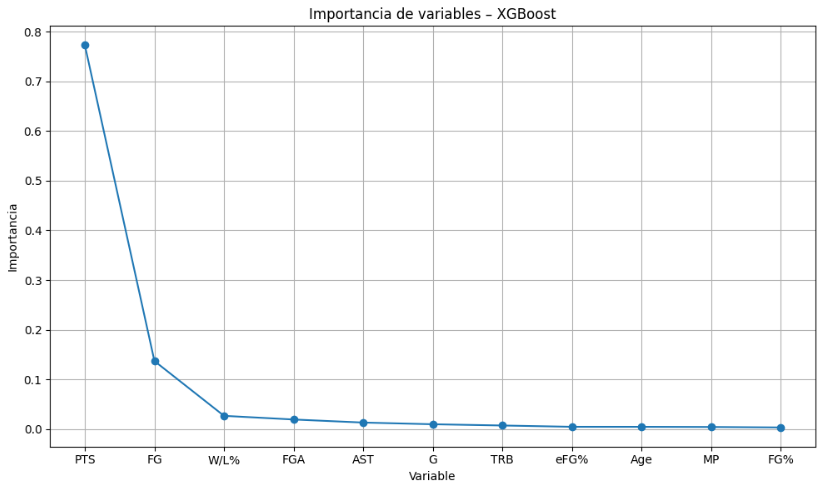 Importancia de variables – XGBoost
Importancia
0.8
0.7
0.6
0.5
0.4
0.3
0.2
0.1
0.0
PTS FG W/L% FGA AST G TRB eFG% Age MP FG%
Variable